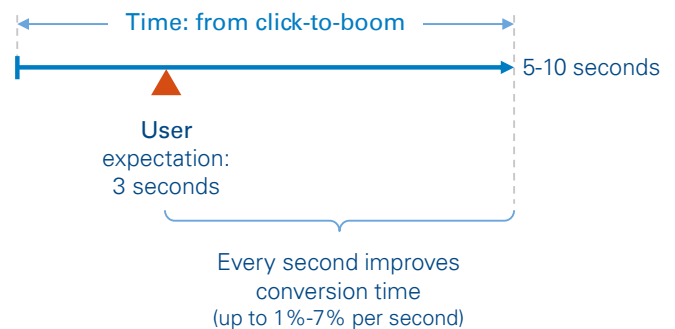 Time: from click-to-boom
5-10 seconds
User
expectation:
3 seconds
Every second improves
conversion time
(up to 1%-7% per second)